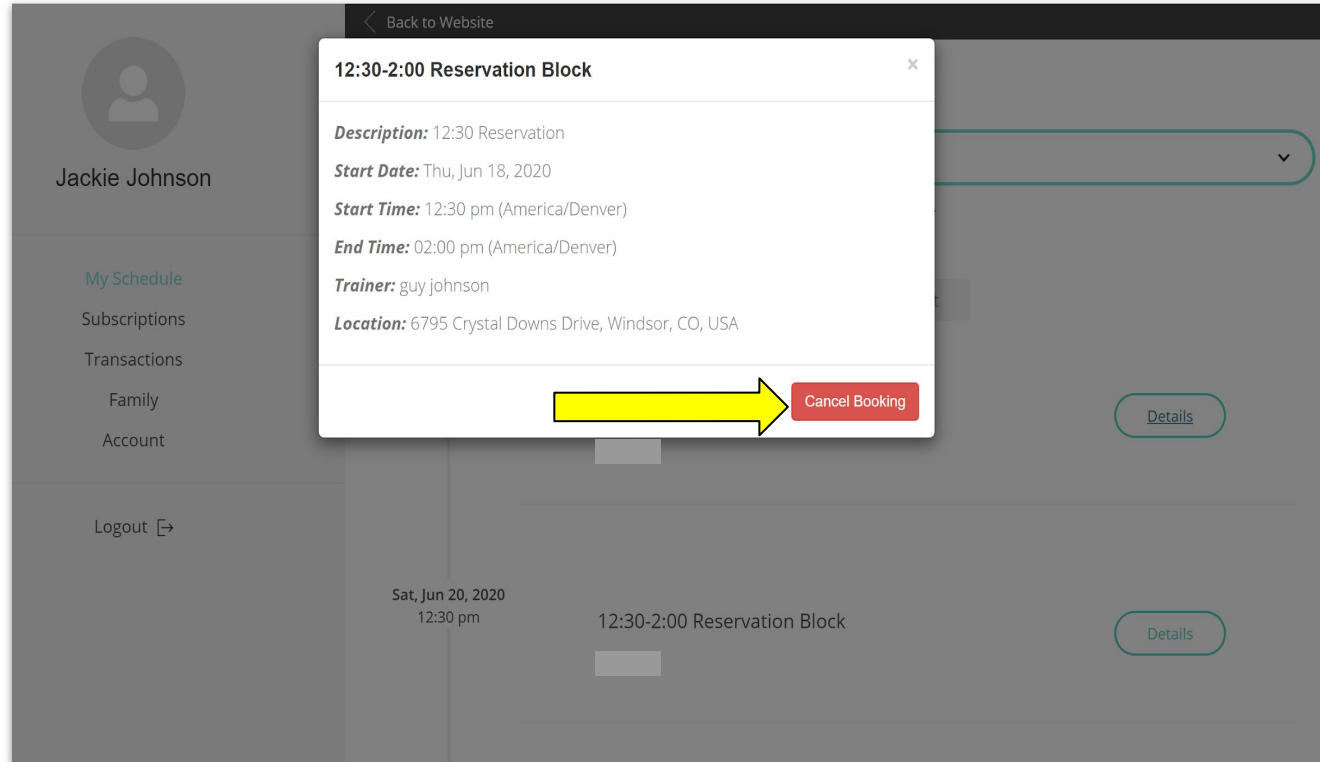 Back to Website
Jackie Johnson
My Schedule
Subscriptions
Transactions
Family
Account
Logout
12:30-2:00 Reservation Block
×
Description: 12:30 Reservation
Start Date: Thu, Jun 18, 2020
Start Time: 12:30 pm (America/Denver)
End Time: 02:00 pm (America/Denver)
Trainer: guy johnson
Location: 6795 Crystal Downs Drive, Windsor, CO, USA
Cancel Booking
Details
Sat, Jun 20, 2020
12:30 pm
12:30-2:00 Reservation Block
Details